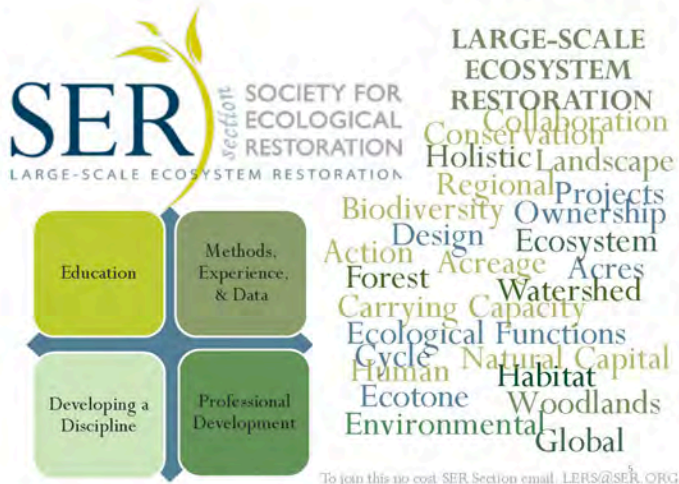 SER
section
SOCIETY FOR
ECOLOGICAL
RESTORATION
LARGE-SCALE ECOSYSTEM RESTORATION
Education
Methods,
Experience,
& Data
Developing a
Discipline
Professional
Development
LARGE-SCALE
ECOSYSTEM
RESTORATION
Collaboration
Conservation
Holistic Landscape
Regional Projects
Biodiversity Ownership
Design Ecosystem
Action Acreage Acres
Forest Watershed
Carrying Capacity
Ecological Functions
Cycle Natural Capital
Human Habitat
Ecotone Woodlands
Environmental Global
5
To join this no cost SER Section email: LERS@SER.ORG